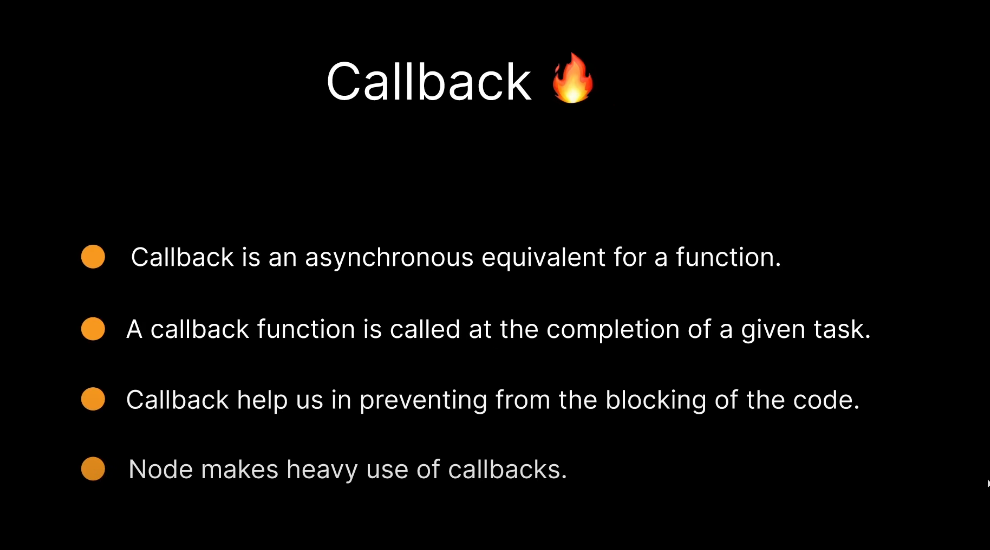 Callback 🔥
Callback is an asynchronous equivalent for a function.
A callback function is called at the completion of a given task.
Callback help us in preventing from the blocking of the code.
Node makes heavy use of callbacks.